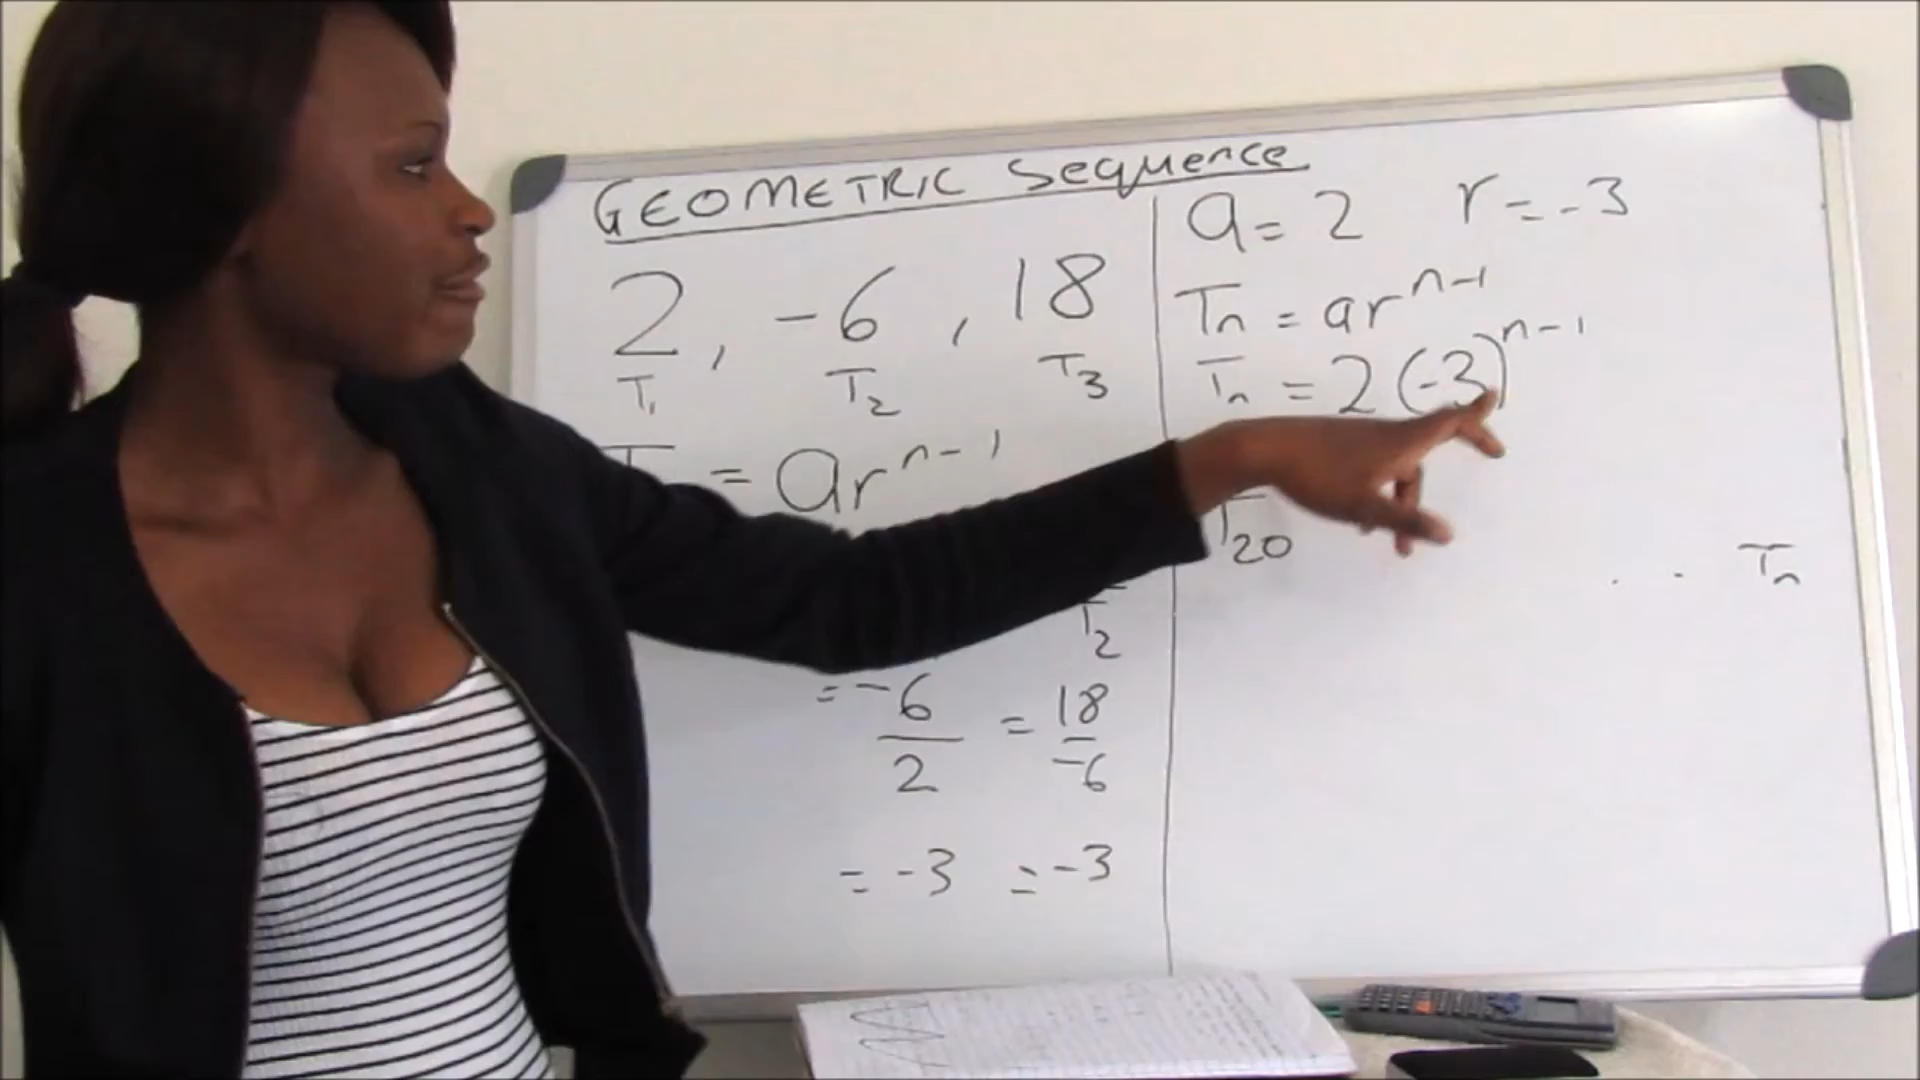 GEOMETRIC Sequence
2, -6, 18
T1 T2 T3
= ar^n-1
T2
= -6/2 = 18/-6
= -3 = -3
a = 2 r = -3
Tn = ar^n-1
Tn = 2(-3)^n-1
T20
. . Tn